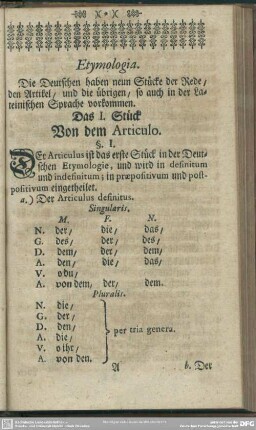 Etymologia.
Die Deutschen haben neun Stücke der Rede/
den Artikel/ und die übrigen/ so auch in der La-
teinischen Sprache vorkommen.
Das I. Stück
Von dem Articulo.
§. I.
DEr Articulus ist das erste Stück in der Deut-
schen Etymologie, und wird in definitum
und indefinitum; in præpositivum und post-
positivum eingetheilet.
a.) Der Articulus definitus.
Singularis.
M. F. N.
N. der/ die/ das/
G. des/ der/ des/
D. dem/ der/ dem/
A. den/ die/ das/
V. o du/
A. von dem/ der/ dem.
Pluralis.
N. die/
G. der/
D. den/
A. die/
V. o ihr/
A. von den.
per tria genera.
A b. Der
DFG